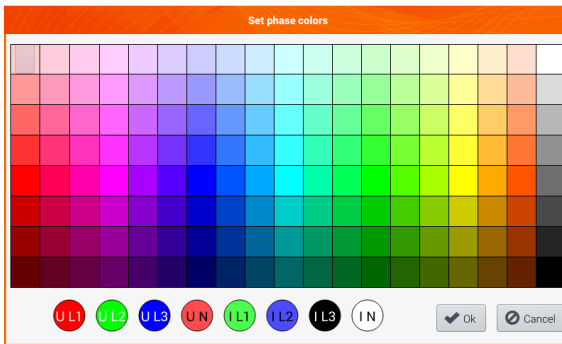 Set phase colors
U L1 U L2 U L3 U N I L1 I L2 I L3 I N Ok Cancel